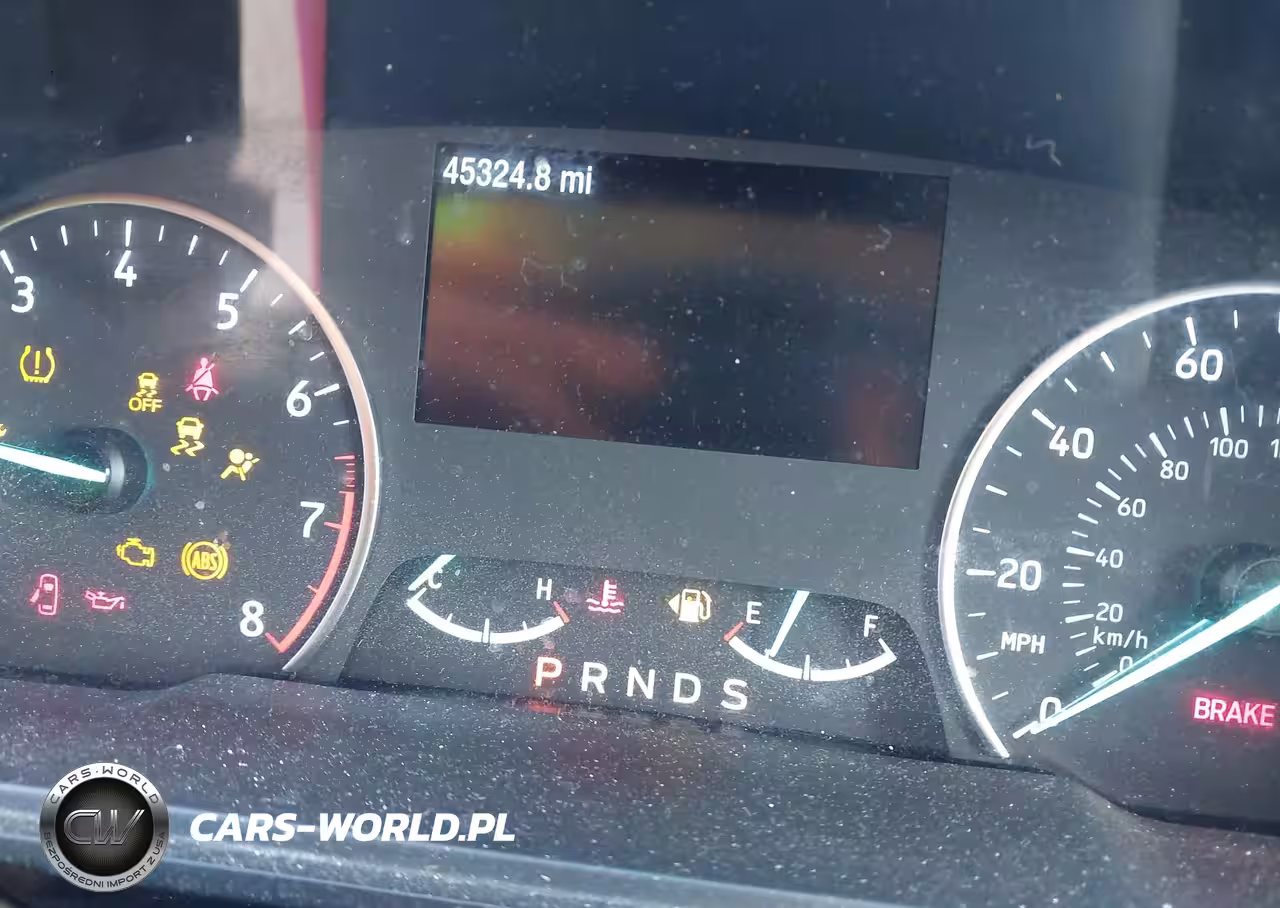 45324.8 mi
3
4
5
6
7
8
OFF
ABS
C
H
E
F
P R N D S
60
40
20
0
MPH
100
80
60
40
20
0
km/h
BRAKE
CARS-WORLD
CW
BEZPOŚREDNI IMPORT Z USA
CARS-WORLD.PL